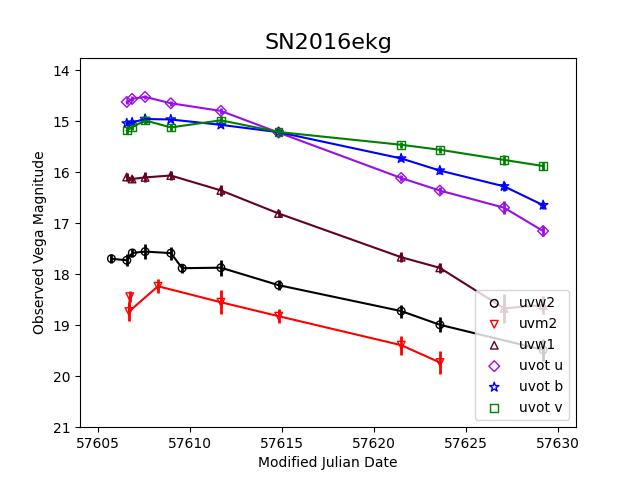 SN2016ekg
14
15
16
17
18
19
20
21
Observed Vega Magnitude
57605
57610
57615
57620
57625
57630
Modified Julian Date
uvw2
uvm2
uvw1
uvot u
uvot b
uvot v